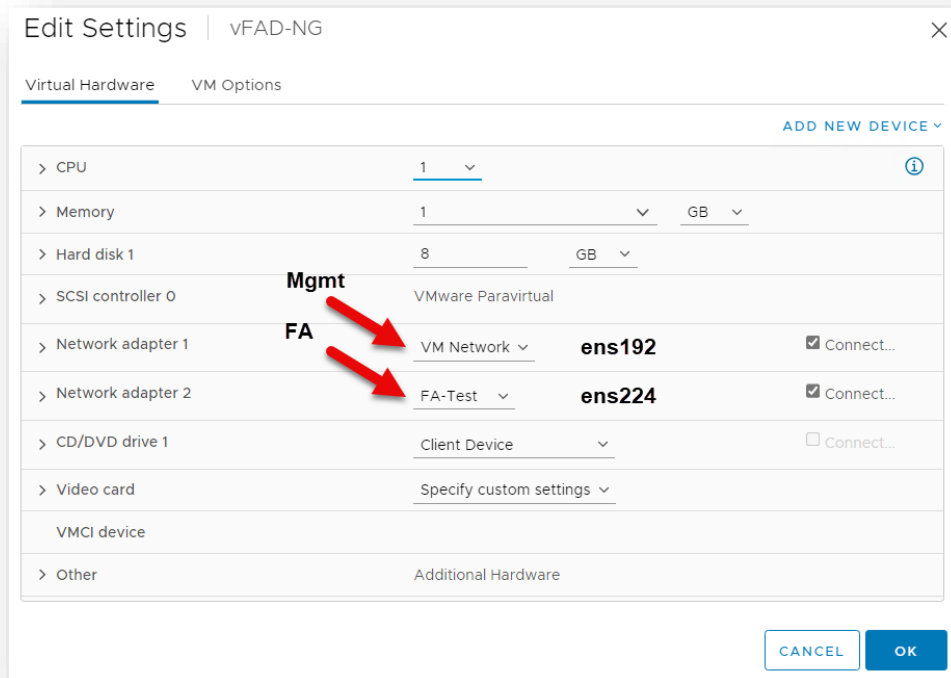 Edit Settings | vFAD-NG
Virtual Hardware VM Options
ADD NEW DEVICE
CPU 1
Memory 1 GB
Hard disk 1 8 GB
Mgmt
SCSI controller 0 VMware Paravirtual
FA
Network adapter 1 VM Network ens192 Connect...
Network adapter 2 FA-Test ens224 Connect...
CD/DVD drive 1 Client Device Connect...
Video card Specify custom settings
VMCI device
Other Additional Hardware
CANCEL OK